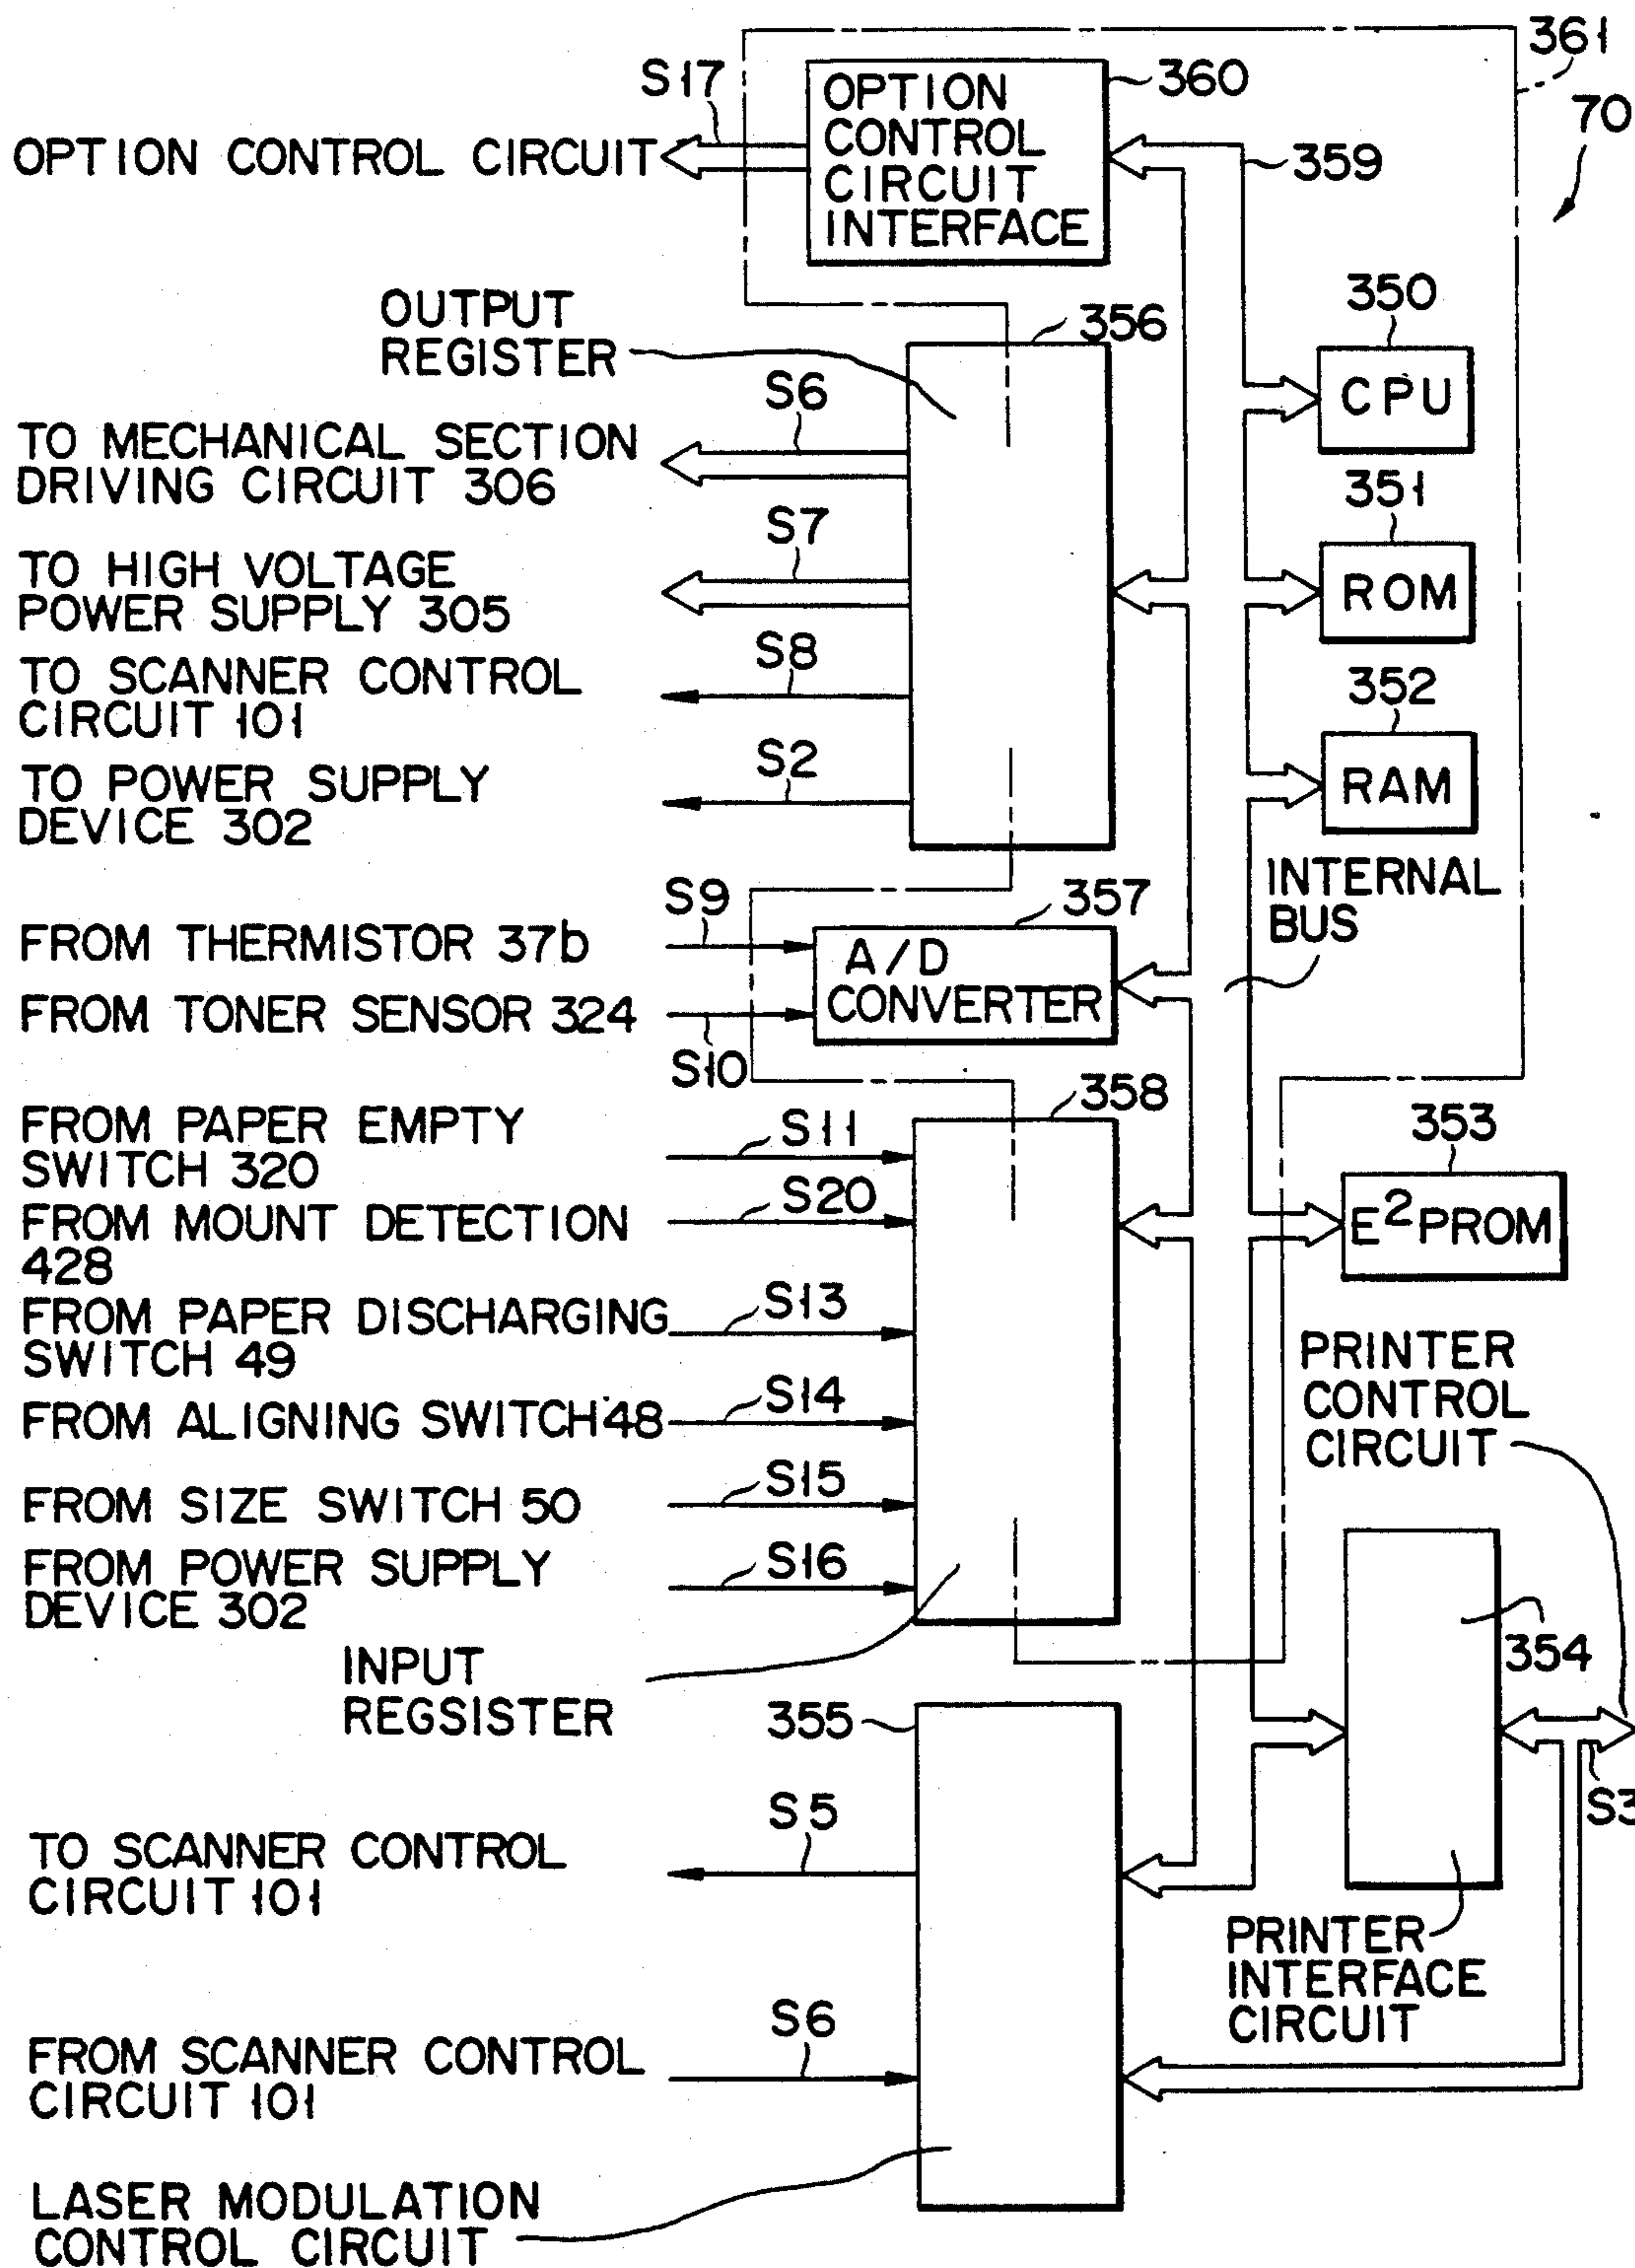 361
S17
360
70
OPTION
CONTROL
CIRCUIT
INTERFACE
OPTION CONTROL CIRCUIT
359
OUTPUT
REGISTER
356
350
CPU
S6
TO MECHANICAL SECTION
DRIVING CIRCUIT 306
351
ROM
S7
TO HIGH VOLTAGE
POWER SUPPLY 305
S8
TO SCANNER CONTROL
CIRCUIT 101
352
RAM
S2
TO POWER SUPPLY
DEVICE 302
INTERNAL
BUS
357
S9
FROM THERMISTOR 37b
A/D
CONVERTER
FROM TONER SENSOR 324
S10
358
FROM PAPER EMPTY
SWITCH 320
S11
353
E2PROM
FROM MOUNT DETECTION
428
S20
FROM PAPER DISCHARGING
SWITCH 49
S13
PRINTER
CONTROL
CIRCUIT
FROM ALIGNING SWITCH 48
S14
FROM SIZE SWITCH 50
S15
FROM POWER SUPPLY
DEVICE 302
S16
354
INPUT
REGSISTER
355
S3
S5
TO SCANNER CONTROL
CIRCUIT 101
PRINTER
INTERFACE
CIRCUIT
S6
FROM SCANNER CONTROL
CIRCUIT 101
LASER MODULATION
CONTROL CIRCUIT